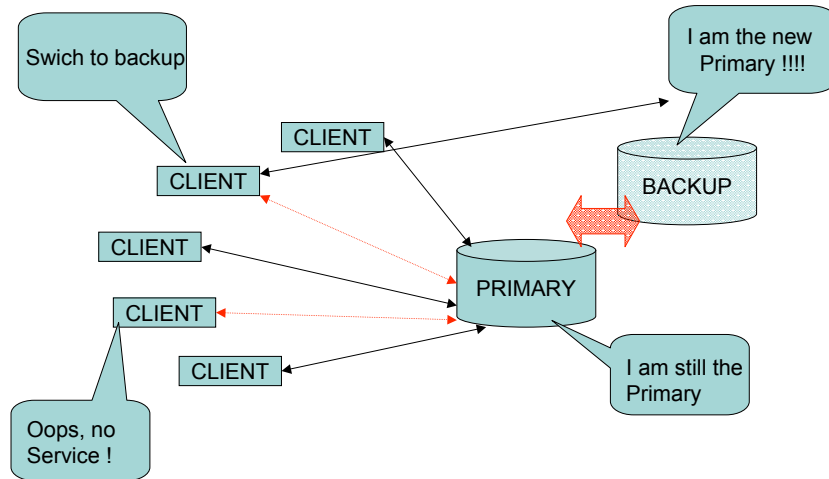 Swich to backup
I am the new
Primary !!!!
CLIENT
CLIENT
BACKUP
CLIENT
PRIMARY
CLIENT
CLIENT
I am still the
Primary
Oops, no
Service !